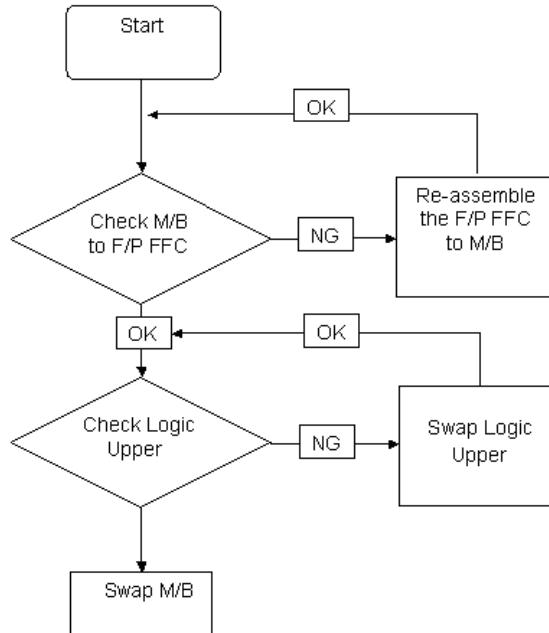 Start
OK
Check M/B
to F/P FFC
NG
Re-assemble
the F/P FFC
to M/B
OK
OK
Check Logic
Upper
NG
Swap Logic
Upper
Swap M/B